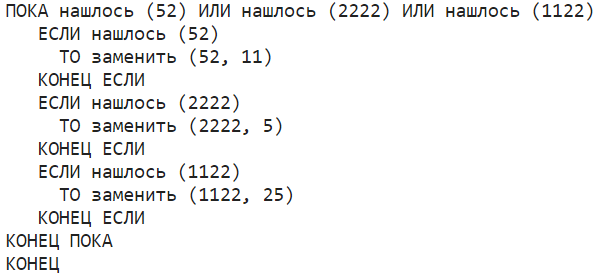 ПОКА нашлось (52) ИЛИ нашлось (2222) ИЛИ нашлось (1122)
ЕСЛИ нашлось (52)
ТО заменить (52, 11)
КОНЕЦ ЕСЛИ
ЕСЛИ нашлось (2222)
ТО заменить (2222, 5)
КОНЕЦ ЕСЛИ
ЕСЛИ нашлось (1122)
ТО заменить (1122, 25)
КОНЕЦ ЕСЛИ
КОНЕЦ ПОКА
КОНЕЦ